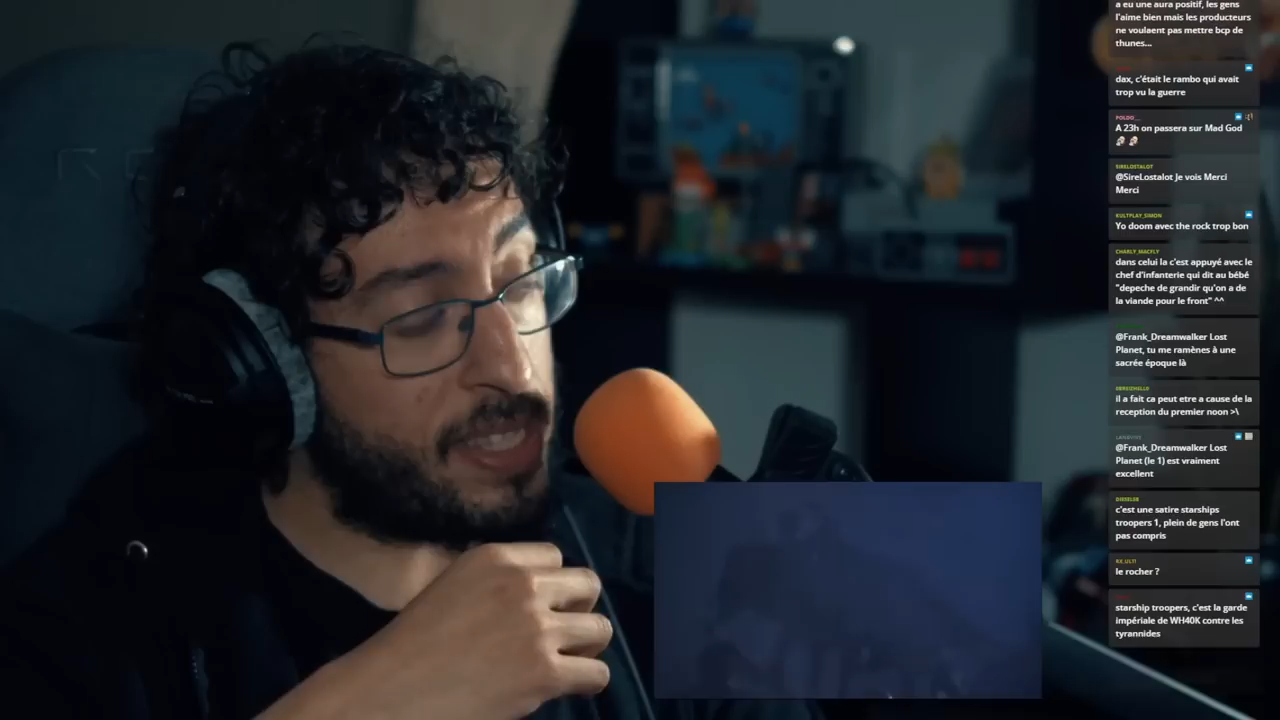 a eu une aura positif, les gens
l'aime bien mais les producteurs
ne voulaent pas mettre bcp de
thunes...
dax, c'était le rambo qui avait
trop vu la guerre
POLDO__
A 23h on passera sur Mad God
SIRELOSTALOT
@SireLostalot Je vois Merci
Merci
KULTPLAY_SIMON
Yo doom avec the rock trop bon
CHARLY_MACFLY
dans celui la c'est appuyé avec le
chef d'infanterie qui dit au bébé
"depeche de grandir qu'on a de
la viande pour le front" ^^
@Frank_Dreamwalker Lost
Planet, tu me ramènes à une
sacrée époque là
il a fait ca peut etre a cause de la
reception du premier noon >\
@Frank_Dreamwalker Lost
Planet (le 1) est vraiment
excellent
c'est une satire starships
troopers 1, plein de gens l'ont
pas compris
le rocher ?
starship troopers, c'est la garde
impériale de WH40K contre les
tyrannides